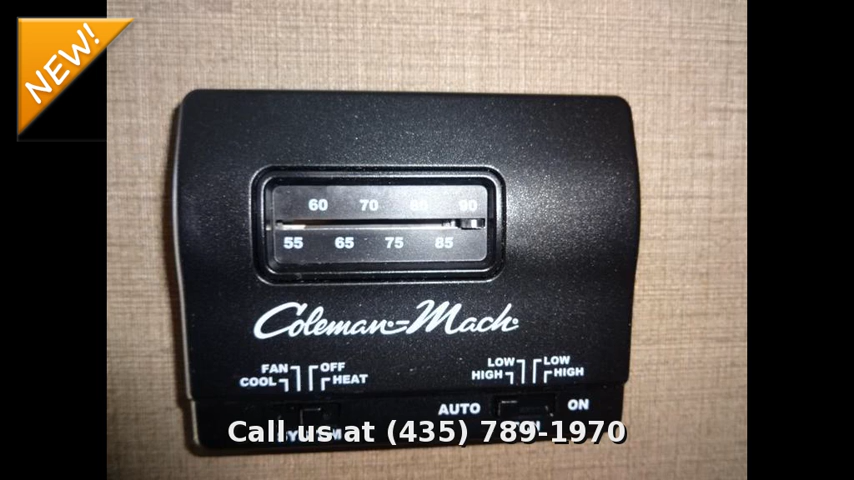 NEW!
60 70 80 90
55 65 75 85
Coleman-Mach
FAN OFF
COOL HEAT
LOW LOW
HIGH HIGH
AUTO ON
Call us at (435) 789-1970